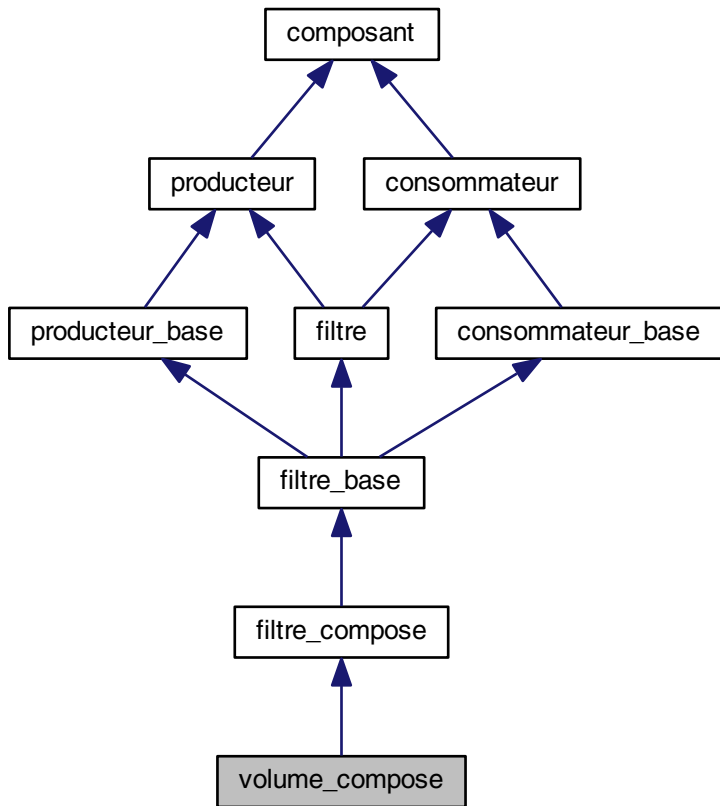 composant
producteur
consommateur
producteur_base
filtre
consommateur_base
filtre_base
filtre_compose
volume_compose